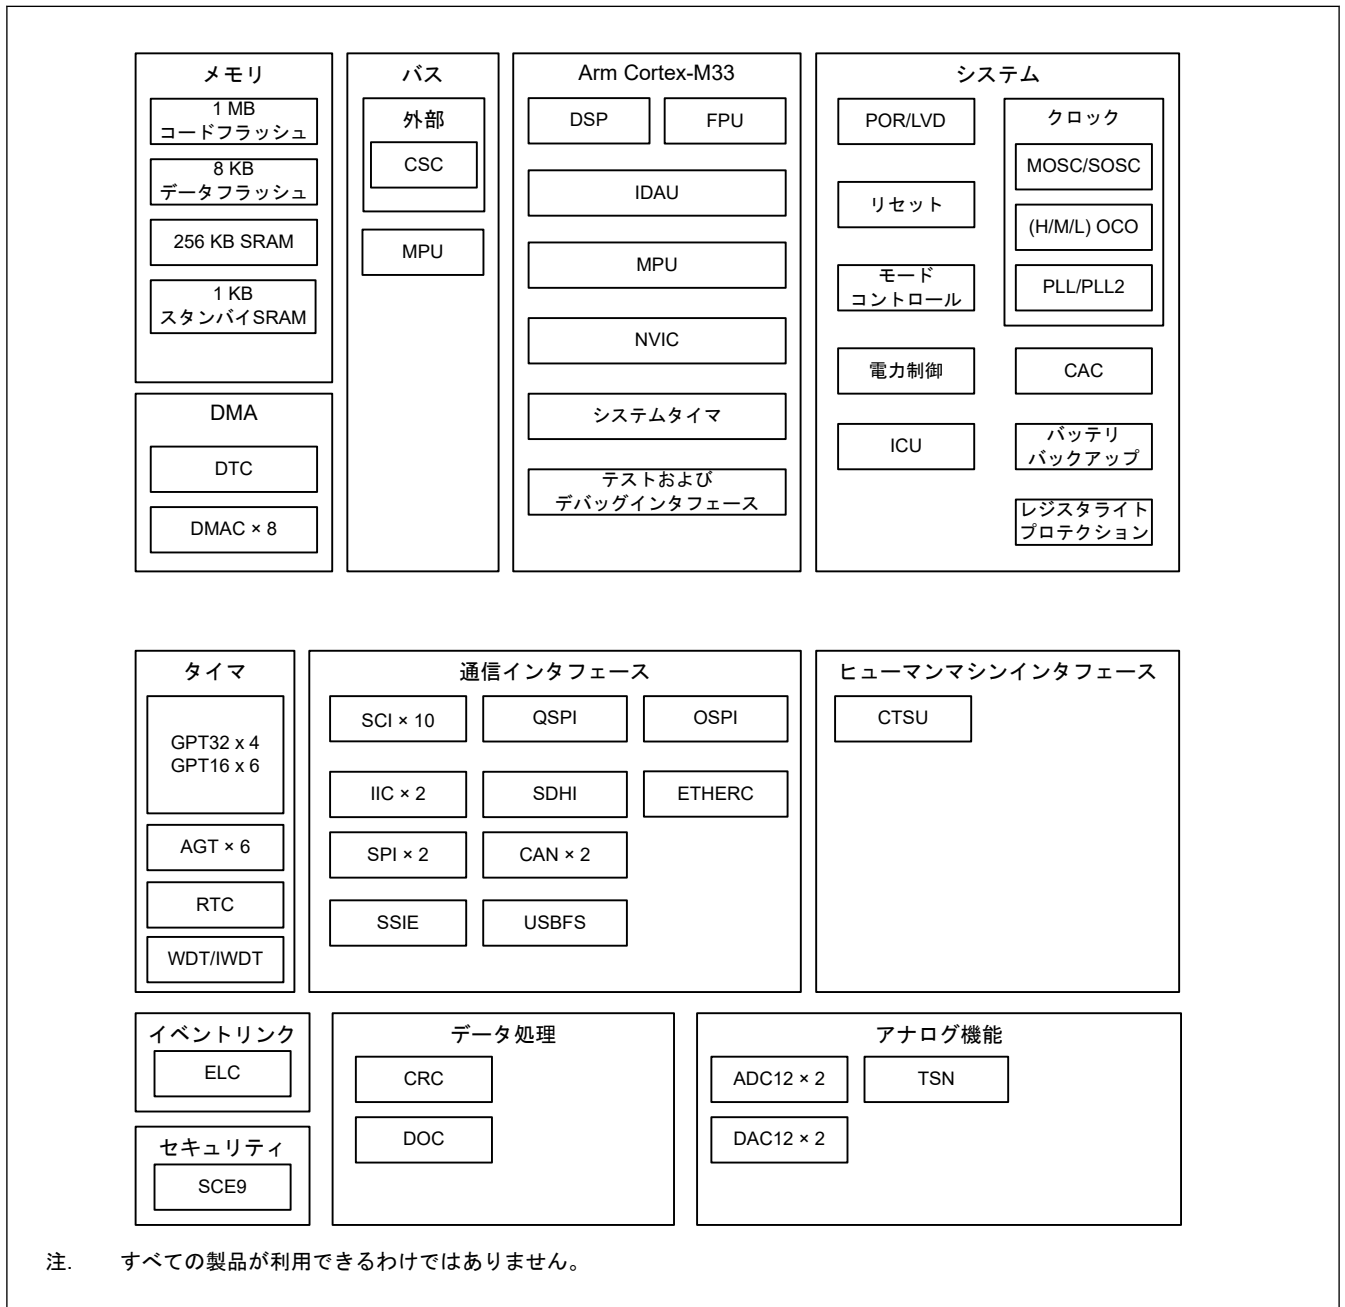 メモリ
1 MB
コードフラッシュ
8 KB
データフラッシュ
256 KB SRAM
1 KB
スタンバイSRAM
DMA
DTC
DMAC × 8
バス
外部
CSC
MPU
Arm Cortex-M33
DSP
FPU
IDAU
MPU
NVIC
システムタイマ
テストおよび
デバッグインタフェース
システム
POR/LVD
リセット
モード
コントロール
電力制御
ICU
クロック
MOSC/SOSC
(H/M/L) OCO
PLL/PLL2
CAC
バッテリ
バックアップ
レジスタライト
プロテクション
タイマ
GPT32 x 4
GPT16 x 6
AGT × 6
RTC
WDT/IWDT
通信インタフェース
SCI × 10
QSPI
OSPI
IIC × 2
SDHI
ETHERC
SPI × 2
CAN × 2
SSIE
USBFS
ヒューマンマシンインタフェース
CTSU
イベントリンク
ELC
セキュリティ
SCE9
データ処理
CRC
DOC
アナログ機能
ADC12 × 2
TSN
DAC12 × 2
注. すべての製品が利用できるわけではありません。